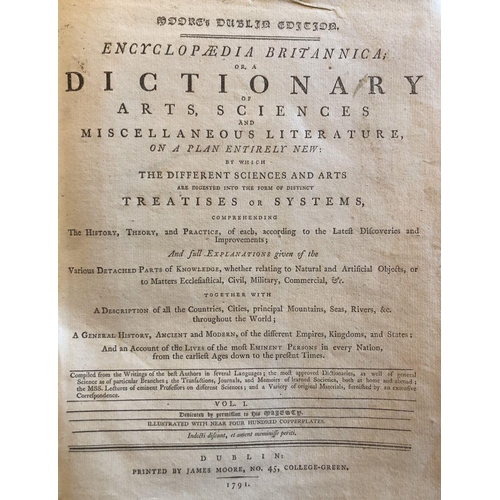 MOORE's DUBLIN EDITION.
ENCYCLOPÆDIA BRITANNICA;
OR, A
DICTIONARY
OF
ARTS, SCIENCES
AND
MISCELLANEOUS LITERATURE,
ON A PLAN ENTIRELY NEW:
BY WHICH
THE DIFFERENT SCIENCES AND ARTS
ARE DIGESTED INTO THE FORM OF DISTINCT
TREATISES OR SYSTEMS,
COMPREHENDING
The HISTORY, THEORY, and PRACTICE, of each, according to the Latest Discoveries and
Improvements;
And full EXPLANATIONS given of the
VARIOUS DETACHED PARTS OF KNOWLEDGE, whether relating to Natural and Artificial Objects, or
to Matters Ecclesiastical, Civil, Military, Commercial, &c.
TOGETHER WITH
A DESCRIPTION of all the Countries, Cities, principal Mountains, Seas, Rivers, &c.
throughout the World;
A GENERAL HISTORY, ANCIENT and MODERN, of the different Empires, Kingdoms, and States;
And an Account of the LIVES of the most EMINENT PERSONS in every Nation,
from the earliest Ages down to the present Times.
Compiled from the Writings of the best Authors in several Languages; the most approved Dictionaries, as well of general
Science as of particular Branches; the Transactions, Journals, and Memoirs of learned Societies, both at home and abroad;
the MSS. Lectures of eminent Professors on different Sciences; and a Variety of original Materials, furnished by an extensive
Correspondence.
VOL. I.
Dedicated by permission to his MAJESTY.
ILLUSTRATED WITH NEAR FOUR HUNDRED COPPERPLATES.
Indocti discant, et ament meminisse periti.
DUBLIN:
PRINTED BY JAMES MOORE, NO. 45, COLLEGE-GREEN.
1791.